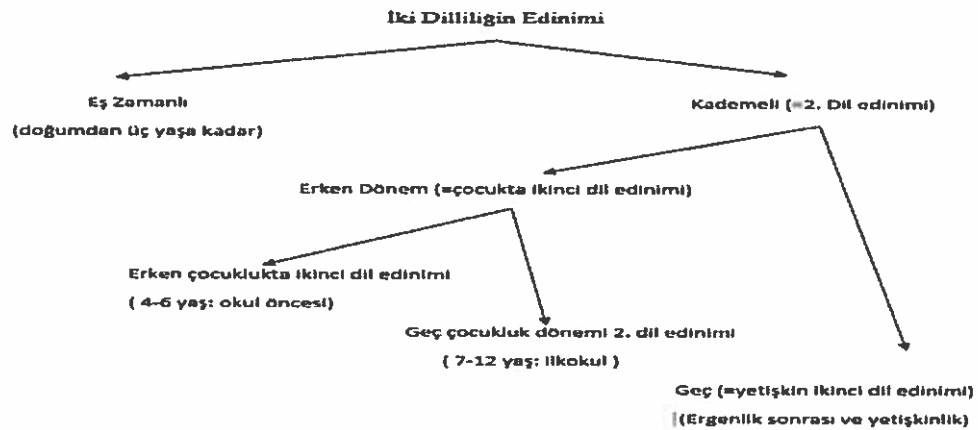 İki Dilliligin Edinimi
Eş Zamanlı
(doğumdan üç yaşa kadar)
Kademeli (=2. Dil edinimi)
Erken Dönem (=çocukta ikinci dil edinimi)
Erken çocuklukta ikinci dil edinimi
( 4-6 yaş: okul öncesi)
Geç çocukluk dönemi 2. dil edinimi
( 7-12 yaş: ilkokul )
Geç (=yetişkin ikinci dil edinimi)
(Ergenlik sonrası ve yetişkinlik)